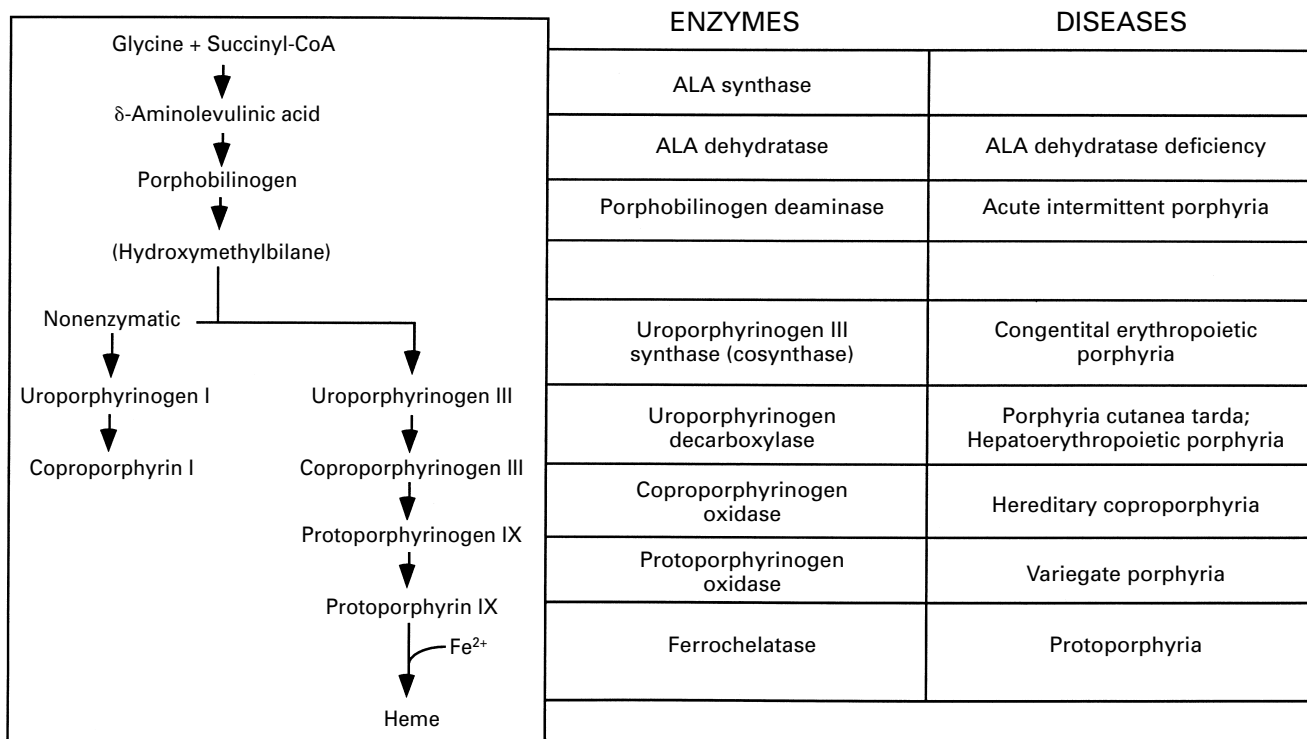 ENZYMES
DISEASES
Glycine + Succinyl-CoA
ALA synthase
δ-Aminolevulinic acid
ALA dehydratase
ALA dehydratase deficiency
Porphobilinogen
Porphobilinogen deaminase
Acute intermittent porphyria
(Hydroxymethylbilane)
Nonenzymatic
Uroporphyrinogen III
synthase (cosynthase)
Congentital erythropoietic
porphyria
Uroporphyrinogen I
Uroporphyrinogen III
Uroporphyrinogen
decarboxylase
Porphyria cutanea tarda;
Hepatoerythropoietic porphyria
Coproporphyrin I
Coproporphyrinogen III
Coproporphyrinogen
oxidase
Hereditary coproporphyria
Protoporphyrinogen IX
Protoporphyrinogen
oxidase
Variegate porphyria
Protoporphyrin IX
Fe²⁺
Ferrochelatase
Protoporphyria
Heme